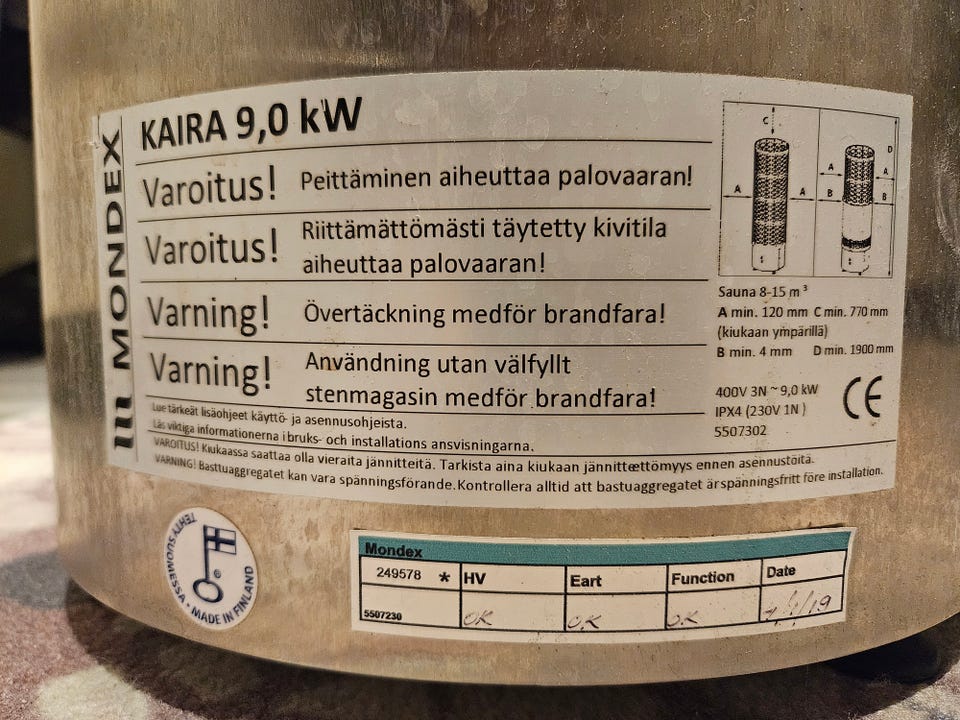 MONDEX
KAIRA 9,0 kW
Varoitus! Peittäminen aiheuttaa palovaaran!
Varoitus! Riittämättömästi täytetty kivitila
aiheuttaa palovaaran!
Varning! Övertäckning medför brandfara!
Varning! Användning utan välfyllt
stenmagasin medför brandfara!
Lue tärkeät lisäohjeet käyttö- ja asennusohjeista.
Läs viktiga informationerna i bruks- och installations ansvisningarna.
VAROITUS! Kiukaassa saattaa olla vieraita jännitteitä. Tarkista aina kiukaan jännitteettömyys ennen asennustöitä.
VARNING! Basttuaggregatet kan vara spänningsförande. Kontrollera alltid att bastuaggregatet är spänningsfritt före installation.
C
D
A A A A
B B
Sauna 8-15 m³
A min. 120 mm C min. 770 mm
(kiukaan ympärillä)
B min. 4 mm D min. 1900 mm
400V 3N ~ 9,0 kW
IPX4 (230V 1N )
5507302
CE
TEHTY SUOMESSA • MADE IN FINLAND
Mondex
249578 * HV Eart Function Date
5507230 OK OK OK /19